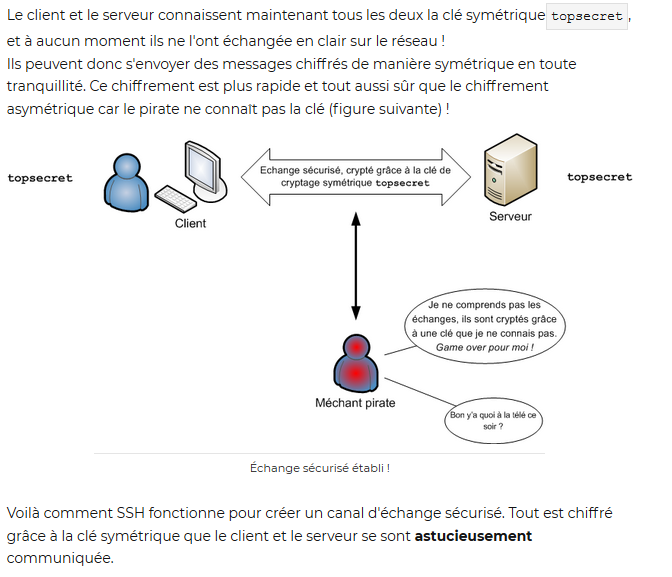 Le client et le serveur connaissent maintenant tous les deux la clé symétrique topsecret,
et à aucun moment ils ne l'ont échangée en clair sur le réseau !
Ils peuvent donc s'envoyer des messages chiffrés de manière symétrique en toute
tranquillité. Ce chiffrement est plus rapide et tout aussi sûr que le chiffrement
asymétrique car le pirate ne connaît pas la clé (figure suivante) !
topsecret
Client
Echange sécurisé, crypté grâce à la clé de
cryptage symétrique topsecret
Serveur
topsecret
Je ne comprends pas les
échanges, ils sont cryptés grâce
à une clé que je ne connais pas.
Game over pour moi !
Méchant pirate
Bon y'a quoi à la télé ce
soir ?
Échange sécurisé établi !
Voilà comment SSH fonctionne pour créer un canal d'échange sécurisé. Tout est chiffré
grâce à la clé symétrique que le client et le serveur se sont astucieusement
communiquée.